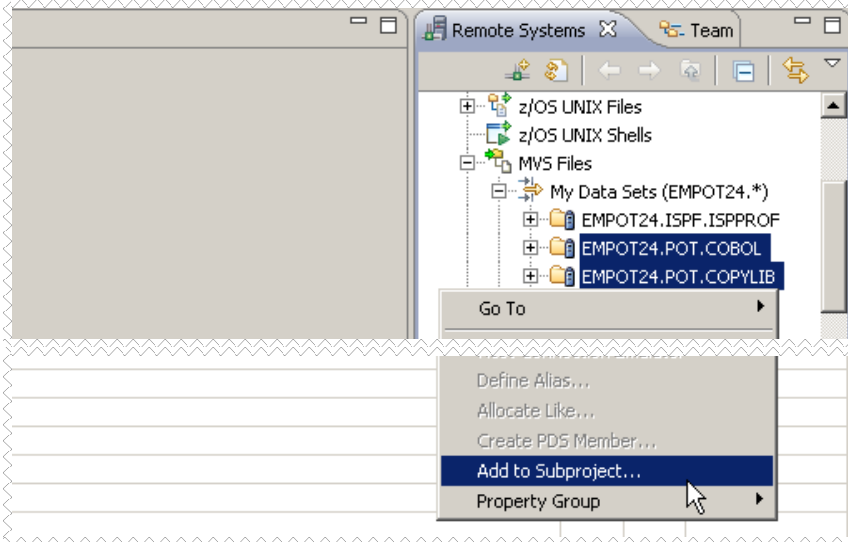 Remote Systems Team
z/OS UNIX Files
z/OS UNIX Shells
MVS Files
My Data Sets (EMPOT24.*)
EMPOT24.ISPF.ISPPROF
EMPOT24.POT.COBOL
EMPOT24.POT.COPYLIB
Go To
Define Alias...
Allocate Like...
Create PDS Member...
Add to Subproject...
Property Group